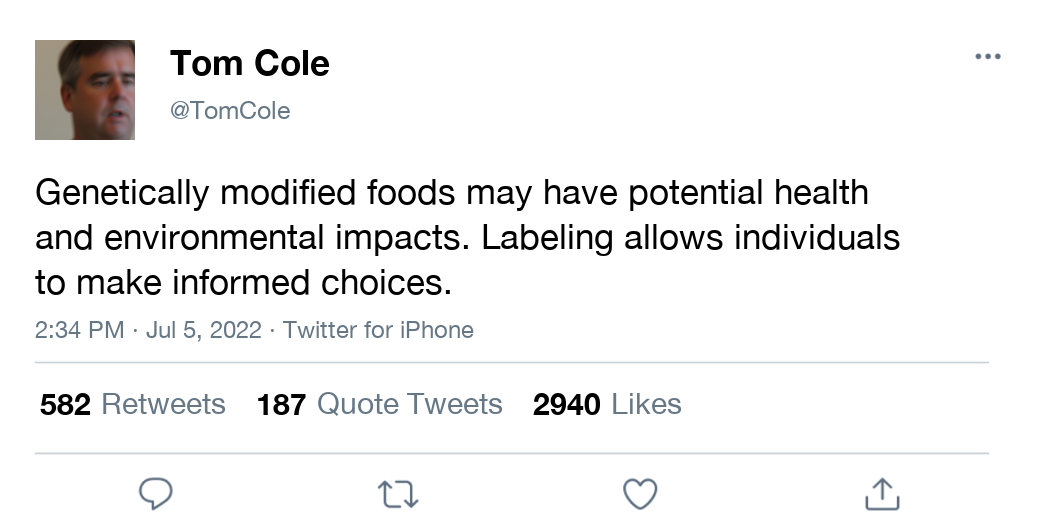 Tom Cole
@TomCole
Genetically modified foods may have potential health
and environmental impacts. Labeling allows individuals
to make informed choices.
2:34 PM · Jul 5, 2022 · Twitter for iPhone
582 Retweets 187 Quote Tweets 2940 Likes